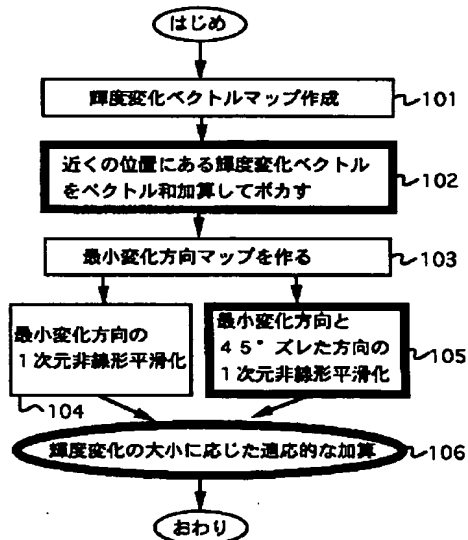 はじめ
輝度変化ベクトルマップ作成
101
近くの位置にある輝度変化ベクトル
をベクトル和加算してボカす
102
最小変化方向マップを作る
103
最小変化方向の
1次元非線形平滑化
104
最小変化方向と
45°ズレた方向の
1次元非線形平滑化
105
輝度変化の大小に応じた適応的な加算
106
おわり